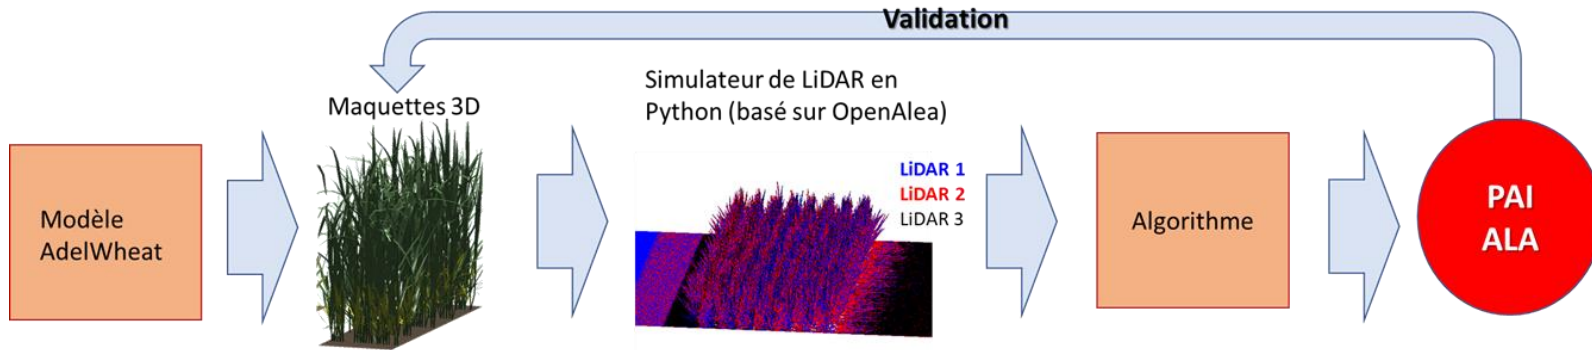 Validation
Simulateur de LiDAR en
Python (basé sur OpenAlea)
Maquettes 3D
LiDAR 1
LiDAR 2
LiDAR 3
Modèle
AdelWheat
Algorithme
PAI
ALA